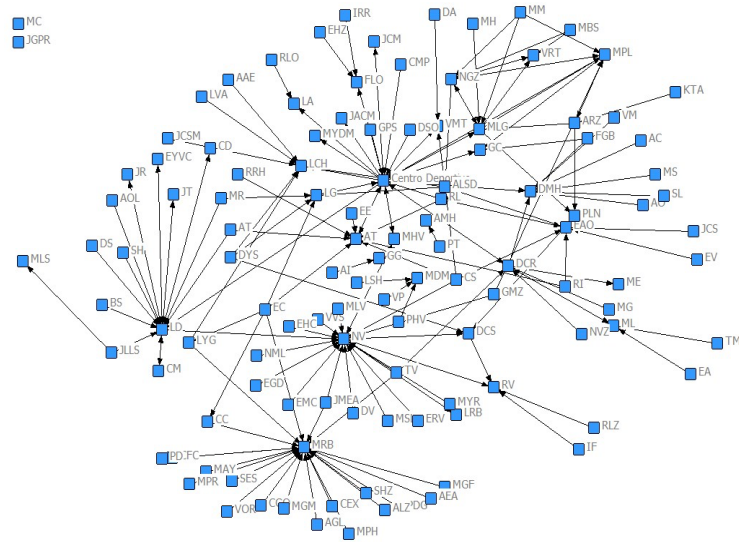 MC
JGPR
IRR
DA
MM
EHZ
MH
MBS
JCM
VRT
MPL
RLO
CMP
AAE
FLO
NGZ
KTA
LVA
LA
JACM
GPS
DSO
VMT
MLG
ARZ
VM
JCSM
MYDM
FGB
CD
GC
AC
EYVC
LCH
JR
RRH
Centro Deport
MS
JT
MR
LG
ALSD
DMH
SL
AOL
RL
AO
EE
AMH
PLN
AT
AT
MHV
EAO
JCS
DS
SH
PT
DYS
GG
EV
MLS
AI
DCR
LSH
MDM
CS
RI
ME
GMZ
BS
EC
MLV
VP
MG
VVS
PHV
ML
LD
EHC
DCS
NVZ
LYG
NV
TM
JLLS
NML
CM
TV
EA
EGD
RV
EMC
JMEA
MYR
DV
LRB
CC
ERV
RLZ
MRB
IF
MAY
MPR
SES
SHZ
MGF
AEA
VOR
MGM
CEX
ALZ
AGL
MPH